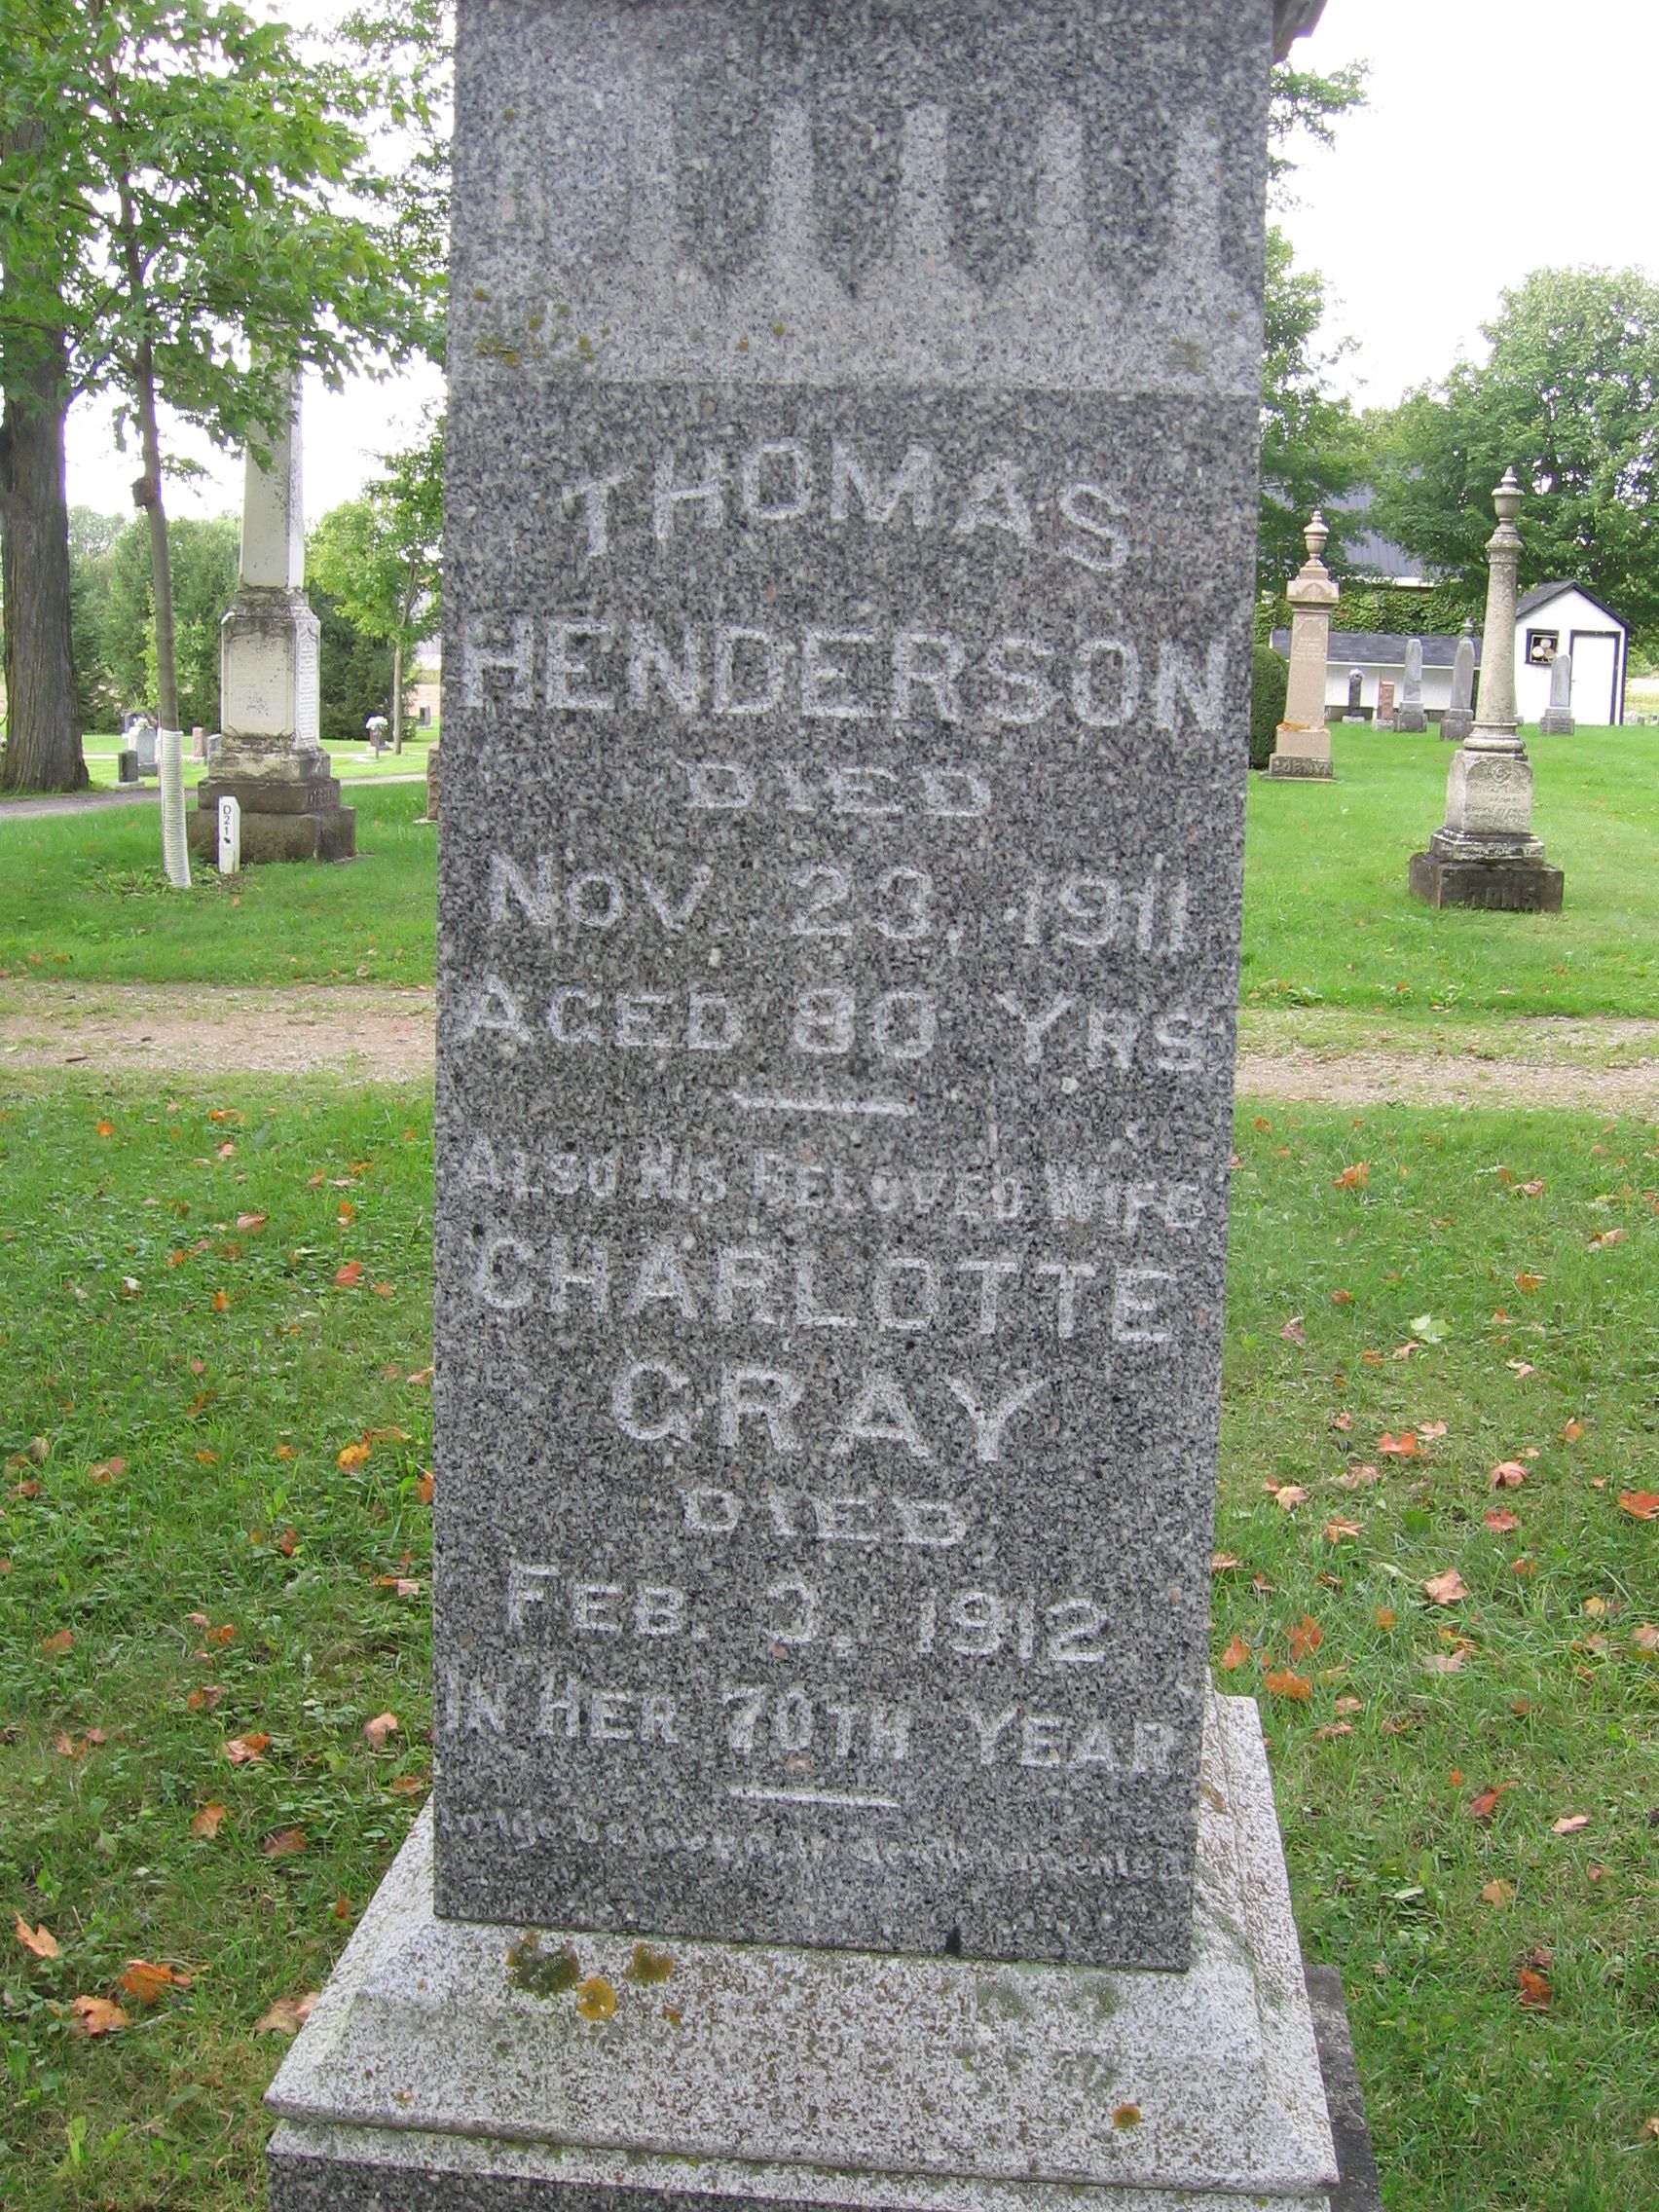 THOMAS
HENDERSON
DIED
NOV. 23, 1911
AGED 80 YRS
ALSO HIS BELOVED WIFE
CHARLOTTE
GRAY
DIED
FEB. 3, 1912
IN HER 70TH YEAR
D21